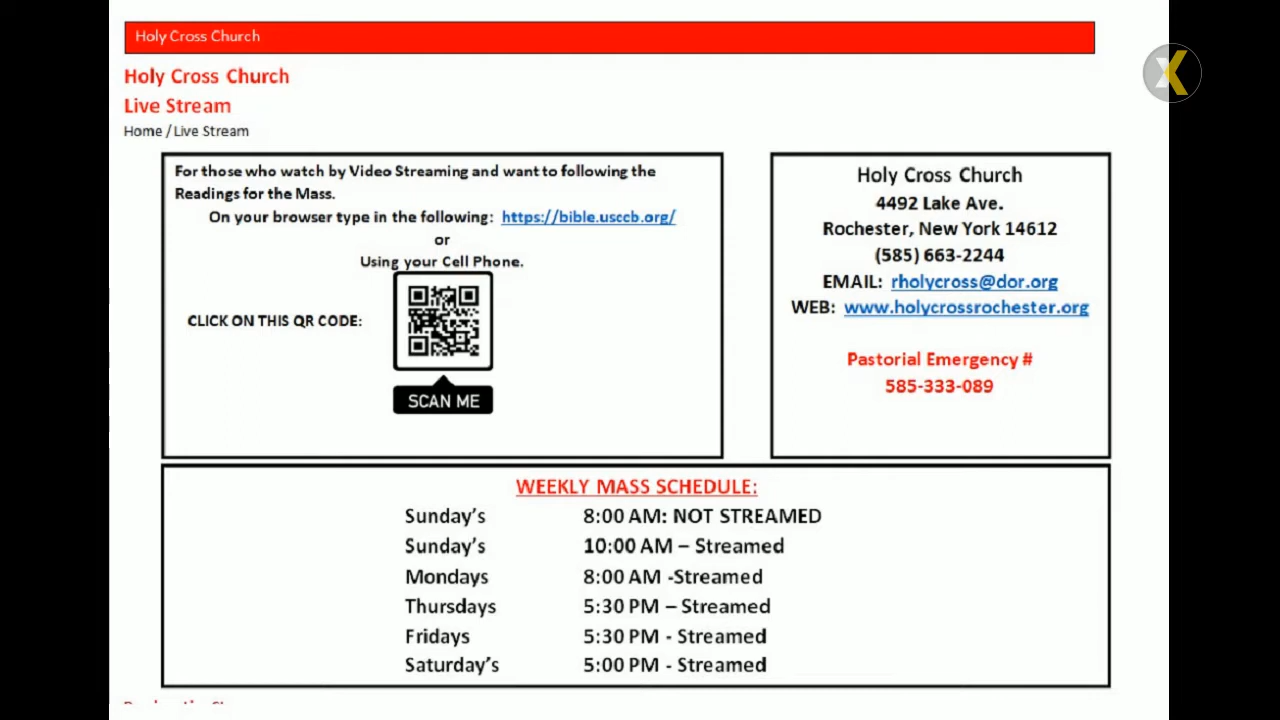 Holy Cross Church
Holy Cross Church
Live Stream
Home / Live Stream
For those who watch by Video Streaming and want to following the
Readings for the Mass.
On your browser type in the following: https://bible.usccb.org/
or
Using your Cell Phone.
CLICK ON THIS QR CODE:
SCAN ME
Holy Cross Church
4492 Lake Ave.
Rochester, New York 14612
(585) 663-2244
EMAIL: rholycross@dor.org
WEB: www.holycrossrochester.org
Pastorial Emergency #
585-333-089
WEEKLY MASS SCHEDULE:
Sunday's 8:00 AM: NOT STREAMED
Sunday's 10:00 AM – Streamed
Mondays 8:00 AM -Streamed
Thursdays 5:30 PM – Streamed
Fridays 5:30 PM - Streamed
Saturday's 5:00 PM - Streamed